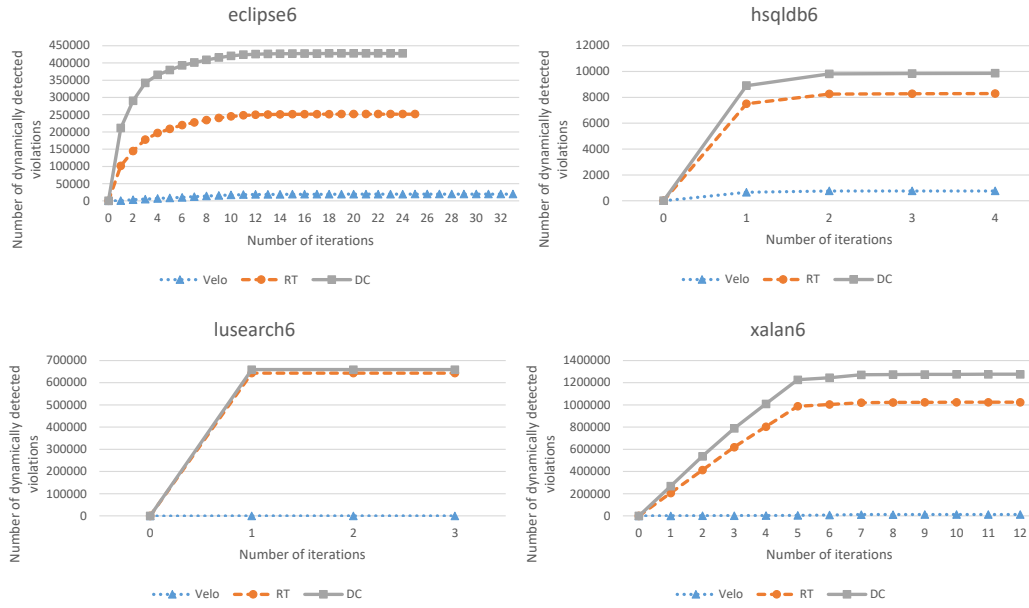 eclipse6
Number of dynamically detected
violations
450000
400000
350000
300000
250000
200000
150000
100000
50000
0
0 2 4 6 8 10 12 14 16 18 20 22 24 26 28 30 32
Number of iterations
Velo RT DC
hsqldb6
Number of dynamically detected
violations
12000
10000
8000
6000
4000
2000
0
0 1 2 3 4
Number of iterations
Velo RT DC
lusearch6
Number of dynamically detected
violations
700000
600000
500000
400000
300000
200000
100000
0
0 1 2 3
Number of iterations
Velo RT DC
xalan6
Number of dynamically detected
violations
1400000
1200000
1000000
800000
600000
400000
200000
0
0 1 2 3 4 5 6 7 8 9 10 11 12
Number of iterations
Velo RT DC